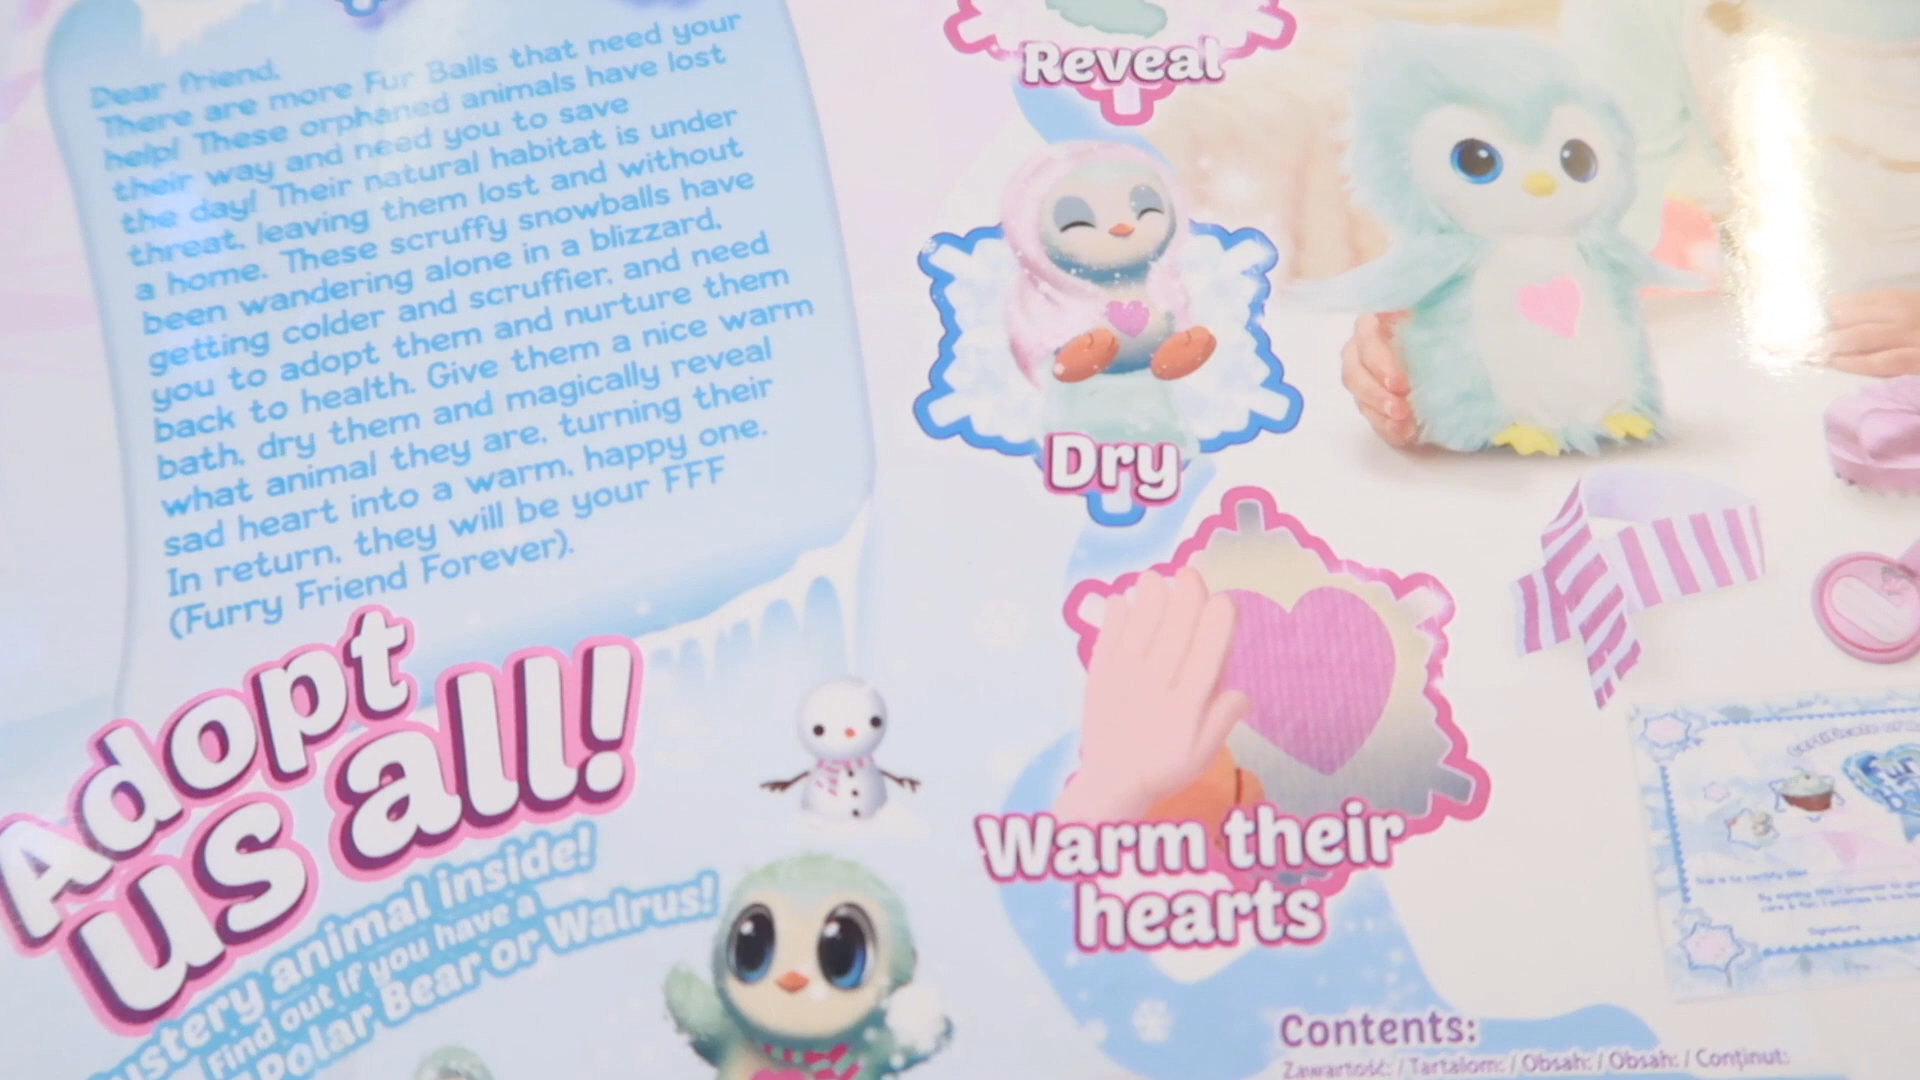 Dear friend,
There are more Fur Balls that need your
help! These orphaned animals have lost
their way and need you to save
the day! Their natural habitat is under
threat, leaving them lost and without
a home. These scruffy snowballs have
been wandering alone in a blizzard,
getting colder and scruffier, and need
you to adopt them and nurture them
back to health. Give them a nice warm
bath, dry them and magically reveal
what animal they are, turning their
sad heart into a warm, happy one.
In return, they will be your FFF
(Furry Friend Forever).
Adopt
us all!
animal inside!
Find out if you have a
Polar Bear or Walrus!
Reveal
Dry
Warm their
hearts
Contents:
Zawartość: / Tartalom: / Obsah: / Obsah: / Conținut:
This is to certify that